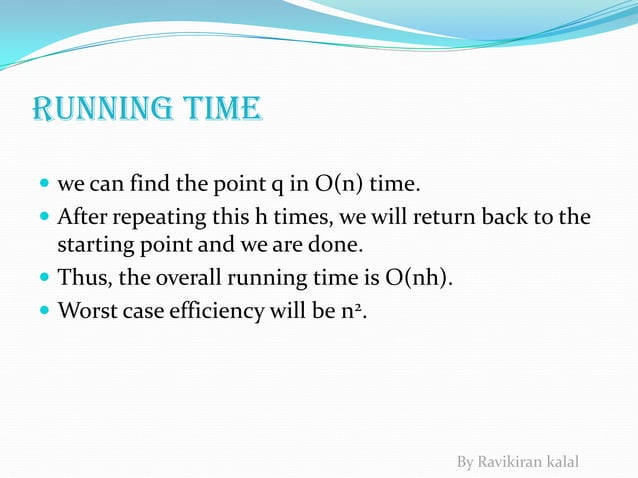 RUNNING TIME
• we can find the point q in O(n) time.
• After repeating this h times, we will return back to the
starting point and we are done.
• Thus, the overall running time is O(nh).
• Worst case efficiency will be n².
By Ravikiran kalal